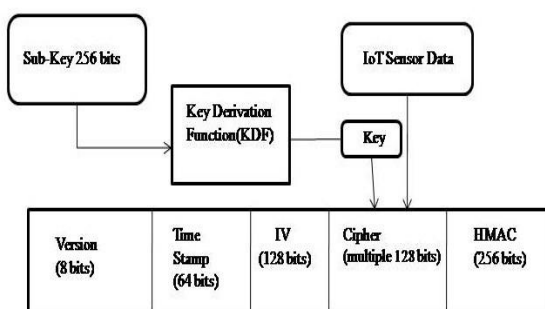 Sub-Key 256 bits
IoT Sensor Data
Key Derivation
Function(KDF)
Key
Version
(8 bits)
Time
Stamp
(64 bits)
IV
(128 bits)
Cipher
(multiple 128 bits)
HMAC
(256 bits)